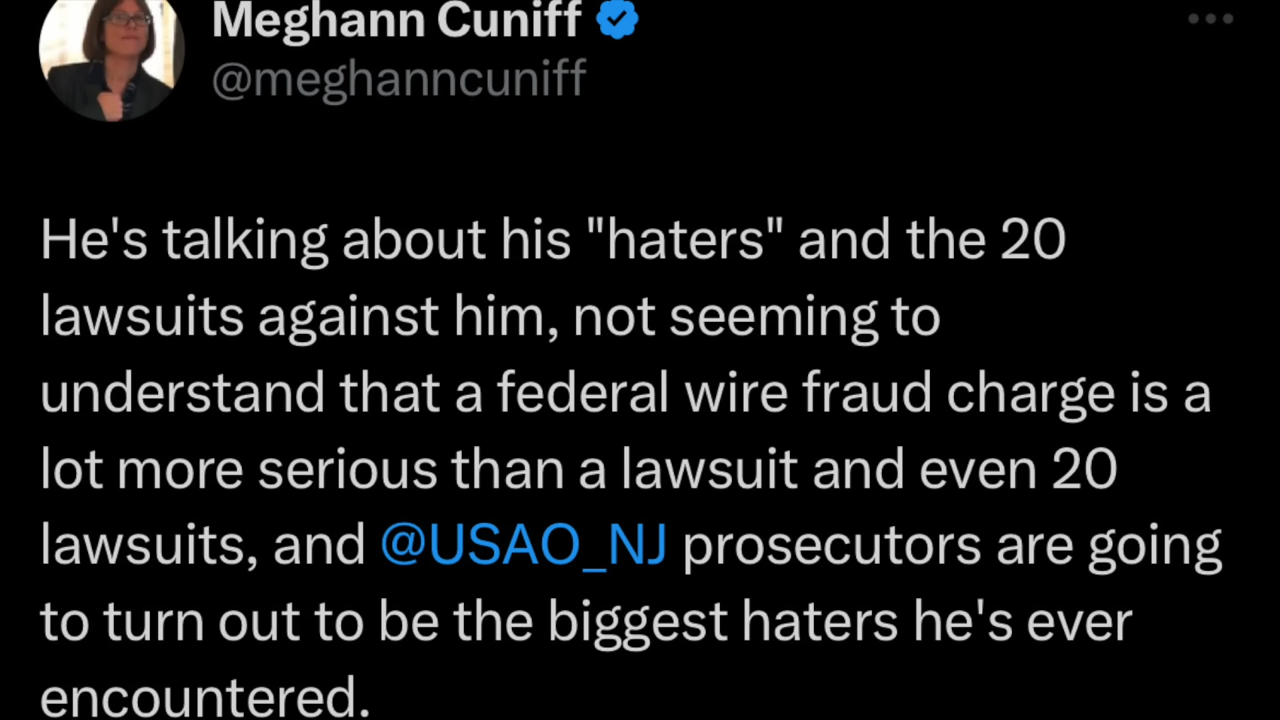 Meghann Cuniff
@meghanncuniff
He's talking about his "haters" and the 20
lawsuits against him, not seeming to
understand that a federal wire fraud charge is a
lot more serious than a lawsuit and even 20
lawsuits, and @USAO_NJ prosecutors are going
to turn out to be the biggest haters he's ever
encountered.